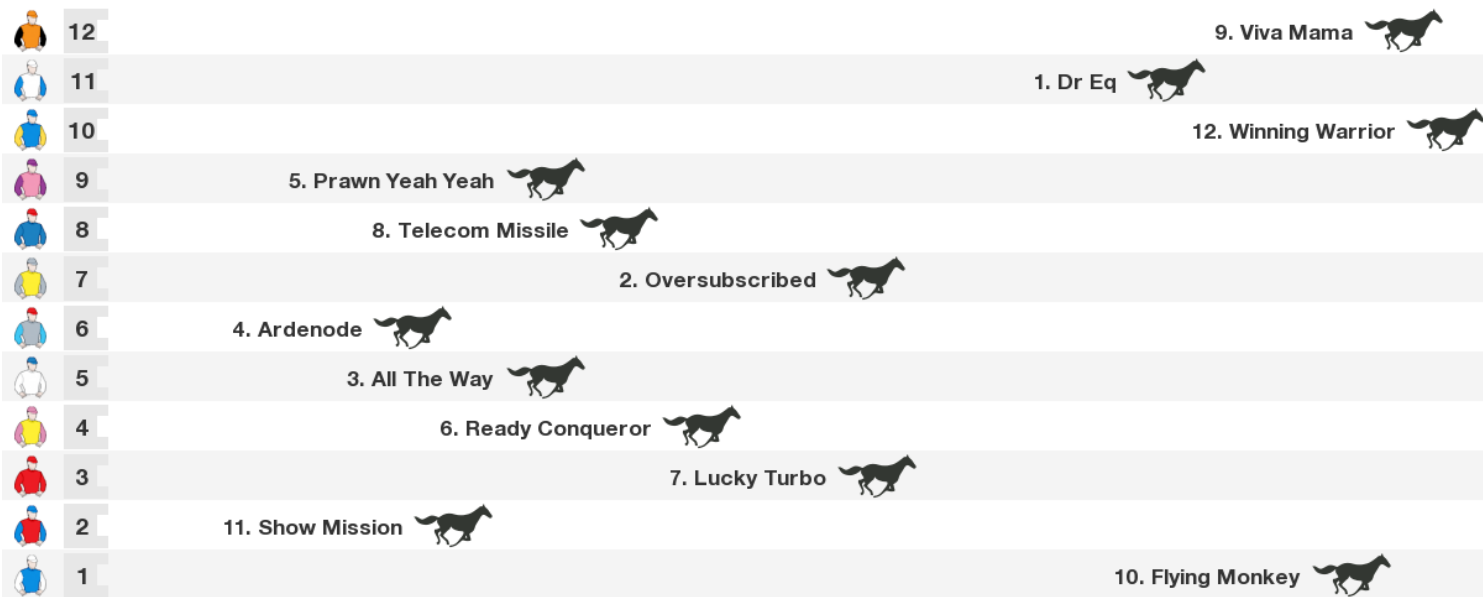 12 9. Viva Mama
11 1. Dr Eq
10 12. Winning Warrior
9 5. Prawn Yeah Yeah
8 8. Telecom Missile
7 2. Oversubscribed
6 4. Ardenode
5 3. All The Way
4 6. Ready Conqueror
3 7. Lucky Turbo
2 11. Show Mission
1 10. Flying Monkey